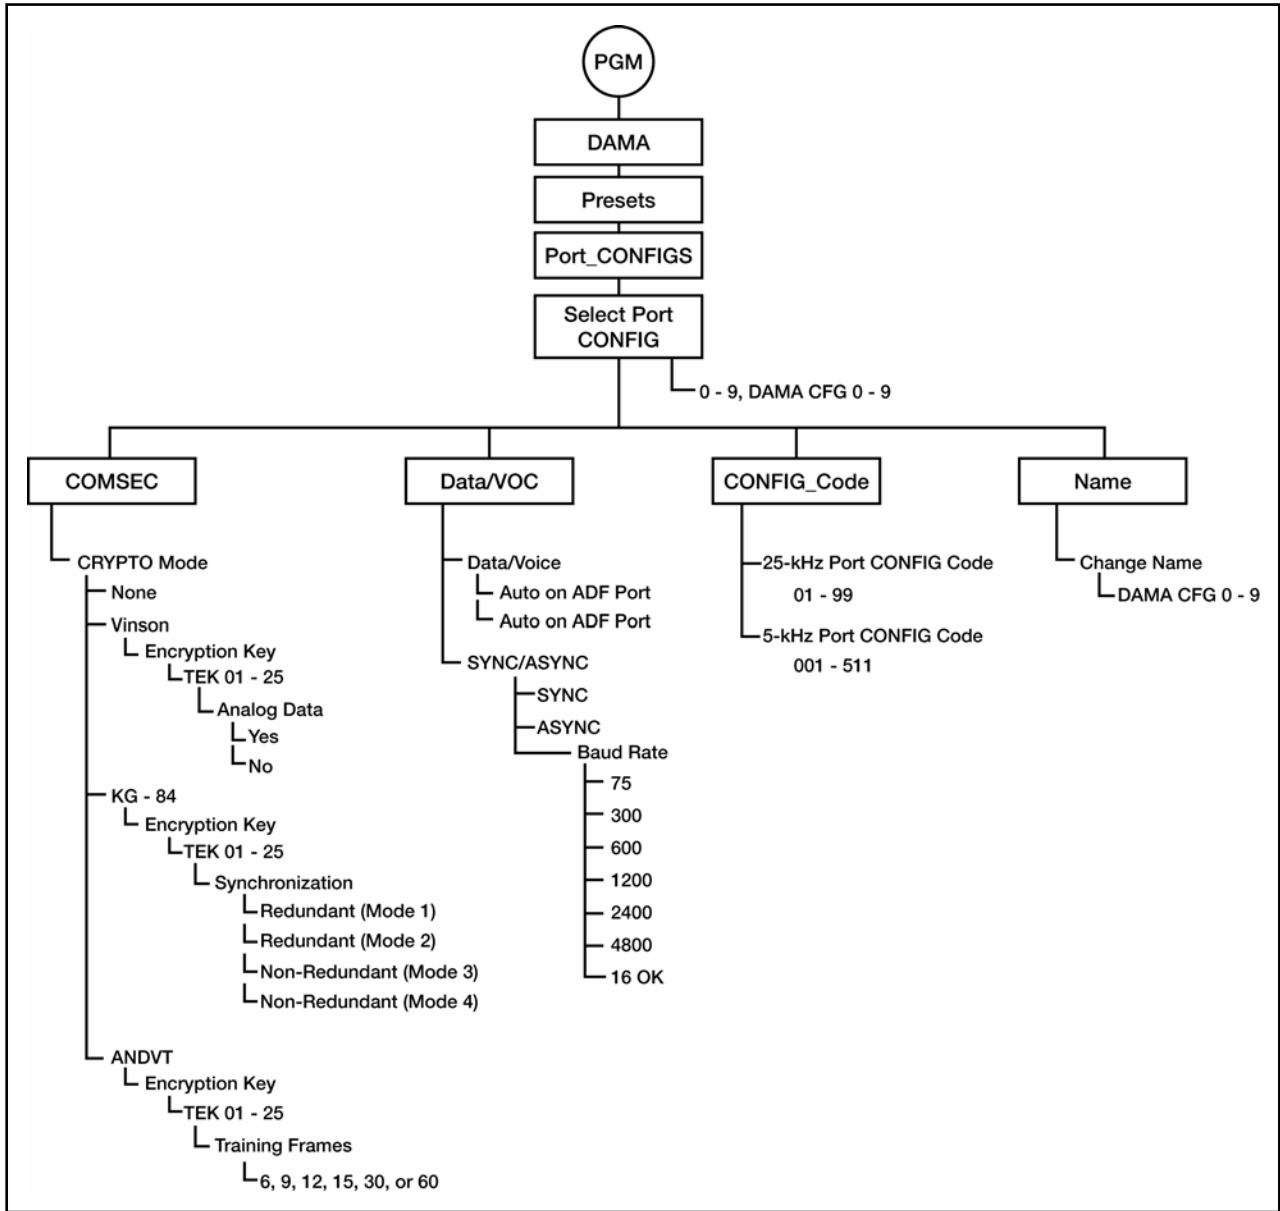 PGM
DAMA
Presets
Port_CONFIGS
Select Port
CONFIG
0 - 9, DAMA CFG 0 - 9
COMSEC
CRYPTO Mode
None
Vinson
Encryption Key
TEK 01 - 25
Analog Data
Yes
No
KG - 84
Encryption Key
TEK 01 - 25
Synchronization
Redundant (Mode 1)
Redundant (Mode 2)
Non-Redundant (Mode 3)
Non-Redundant (Mode 4)
ANDVT
Encryption Key
TEK 01 - 25
Training Frames
6, 9, 12, 15, 30, or 60
Data/VOC
Data/Voice
Auto on ADF Port
Auto on ADF Port
SYNC/ASYNC
SYNC
ASYNC
Baud Rate
75
300
600
1200
2400
4800
16 OK
CONFIG_Code
25-kHz Port CONFIG Code
01 - 99
5-kHz Port CONFIG Code
001 - 511
Name
Change Name
DAMA CFG 0 - 9